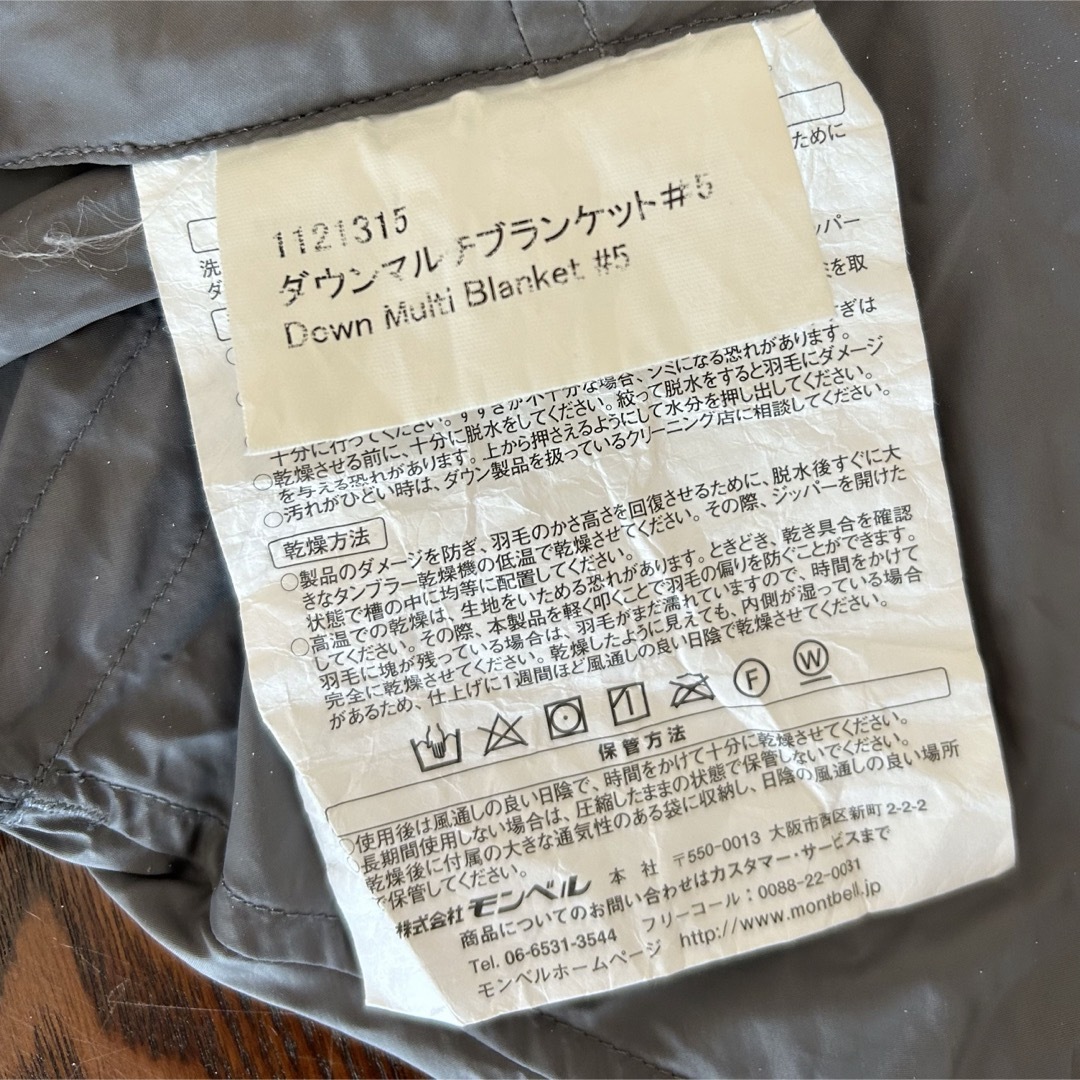 1121315
ダウンマルチブランケット#5
Down Multi Blanket #5
ために
洗
ッパー
ダ
ミを取
ぎは
すすぎが不十分な場合、シミになる恐れがあります。
十分に行ってください。
○乾燥させる前に、十分に脱水をしてください。絞って脱水をすると羽毛にダメージ
を与える恐れがあります。上から押さえるようにして水分を押し出してください。
○汚れがひどい時は、ダウン製品を扱っているクリーニング店に相談してください。
乾燥方法
○製品のダメージを防ぎ、羽毛のかさ高さを回復させるために、脱水後すぐに大
きなタンブラー乾燥機の低温で乾燥させてください。その際、ジッパーを開けた
状態で槽の中に均等に配置してください。
○高温での乾燥は、生地をいためる恐れがあります。ときどき、乾き具合を確認
してください。その際、本製品を軽く叩くことで羽毛の偏りを防ぐことができます。
羽毛に塊が残っている場合は、羽毛がまだ濡れていますので、時間をかけて
完全に乾燥させてください。乾燥したように見えても、内側が湿っている場合
があるため、仕上げに1週間ほど風通しの良い日陰で乾燥させてください。
1
F
W
保管方法
○使用後は風通しの良い日陰で、時間をかけて十分に乾燥させてください。
○長期間使用しない場合は、圧縮したままの状態で保管しないでください。
乾燥後に付属の大きな通気性のある袋に収納し、日陰の風通しの良い場所
で保管してください。
株式会社モンベル 本社 〒550-0013 大阪市西区新町2-2-2
商品についてのお問い合わせはカスタマー・サービスまで
Tel. 06-6531-3544 フリーコール：0088-22-0031
モンベルホームページ http://www.montbell.jp